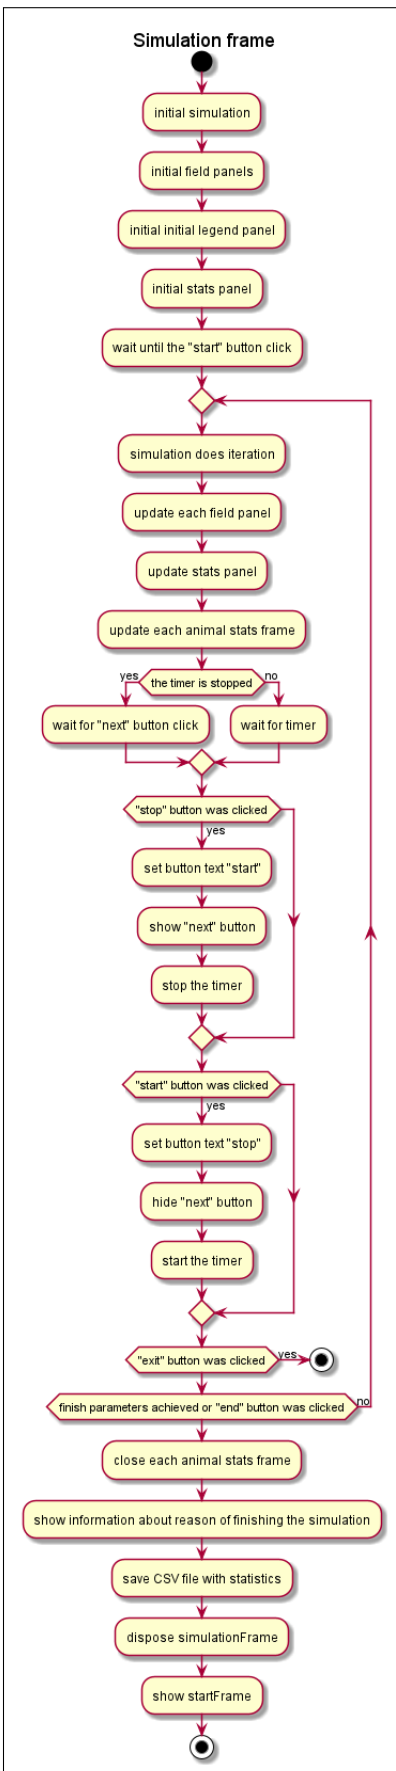 Simulation frame
initial simulation
initial field panels
initial initial legend panel
initial stats panel
wait until the "start" button click
simulation does iteration
update each field panel
update stats panel
update each animal stats frame
yes
the timer is stopped
no
wait for "next" button click
wait for timer
"stop" button was clicked
yes
set button text "start"
show "next" button
stop the timer
"start" button was clicked
yes
set button text "stop"
hide "next" button
start the timer
"exit" button was clicked
yes
finish parameters achieved or "end" button was clicked
no
close each animal stats frame
show information about reason of finishing the simulation
save CSV file with statistics
dispose simulationFrame
show startFrame